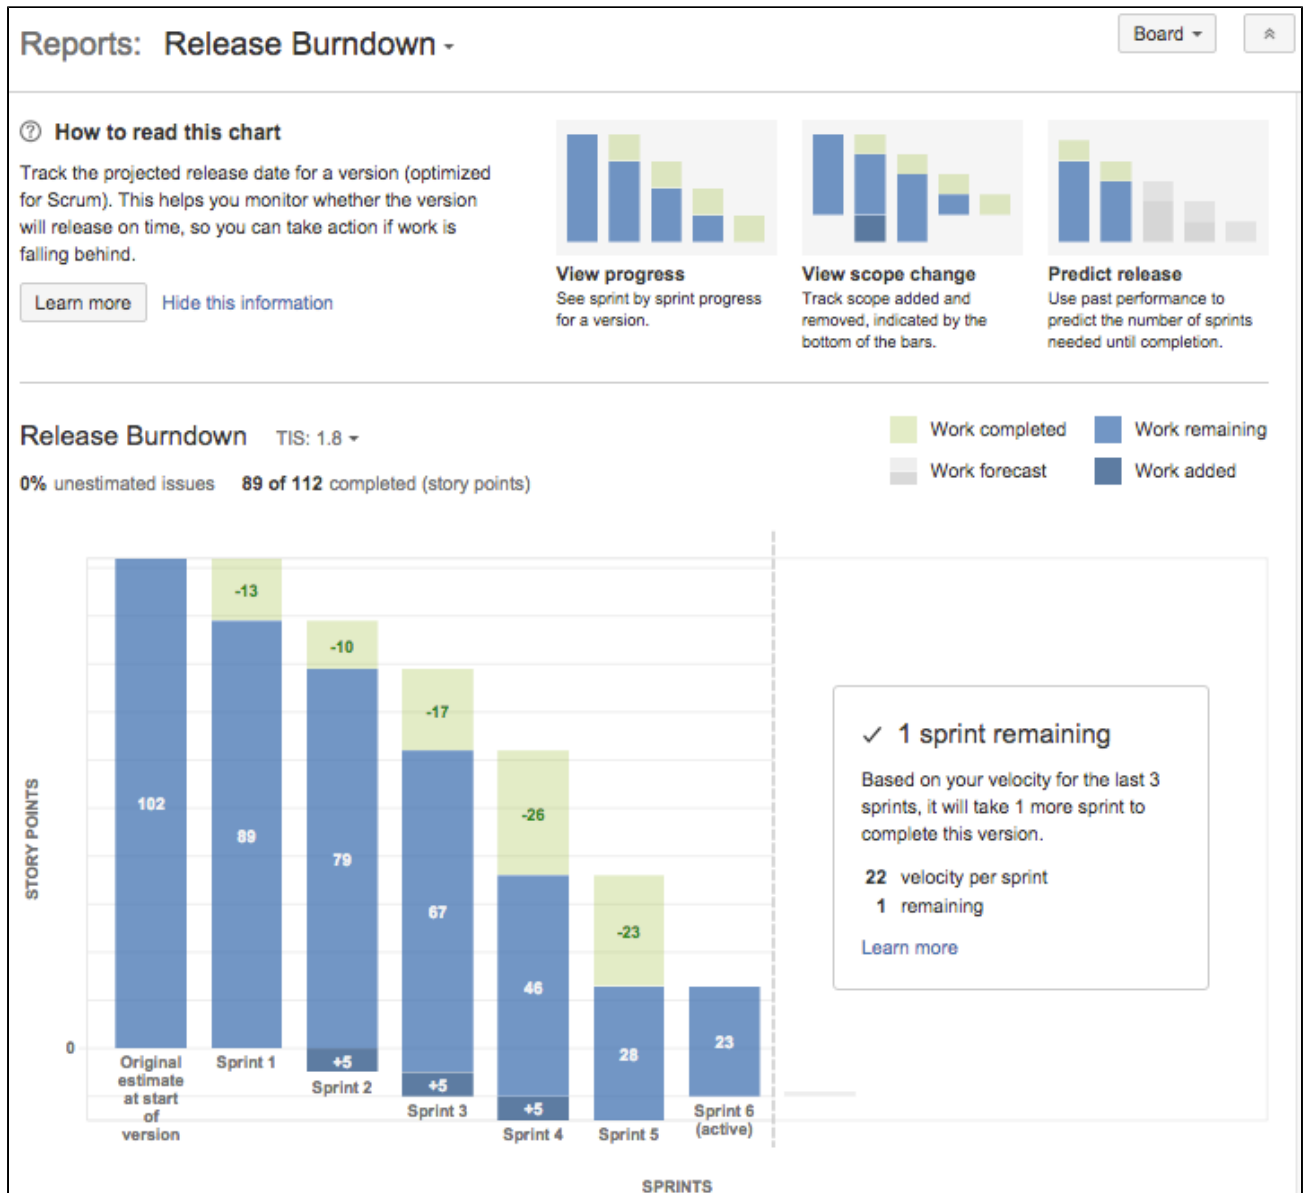 Reports: Release Burndown
Board
How to read this chart
Track the projected release date for a version (optimized
for Scrum). This helps you monitor whether the version
will release on time, so you can take action if work is
falling behind.
Learn more Hide this information
View progress
See sprint by sprint progress
for a version.
View scope change
Track scope added and
removed, indicated by the
bottom of the bars.
Predict release
Use past performance to
predict the number of sprints
needed until completion.
Release Burndown TIS: 1.8
0% unestimated issues 89 of 112 completed (story points)
Work completed Work remaining
Work forecast Work added
STORY POINTS
0
102
Original
estimate
at start
of
version
-13
89
Sprint 1
-10
79
+5
Sprint 2
-17
67
+5
Sprint 3
-26
46
+5
Sprint 4
-23
28
Sprint 5
23
Sprint 6
(active)
SPRINTS
1 sprint remaining
Based on your velocity for the last 3
sprints, it will take 1 more sprint to
complete this version.
22 velocity per sprint
1 remaining
Learn more